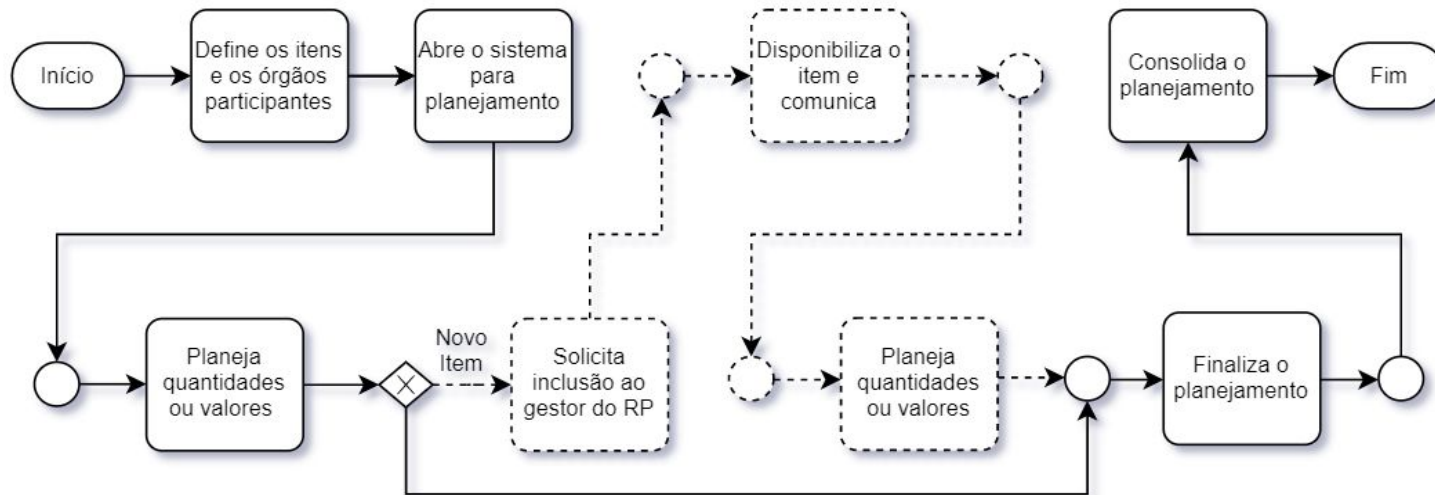 Início
Define os itens
e os órgãos
participantes
Abre o sistema
para
planejamento
Disponibiliza o
item e
comunica
Consolida o
planejamento
Fim
Planeja
quantidades
ou valores
Novo
Item
Solicita
inclusão ao
gestor do RP
Planeja
quantidades
ou valores
Finaliza o
planejamento